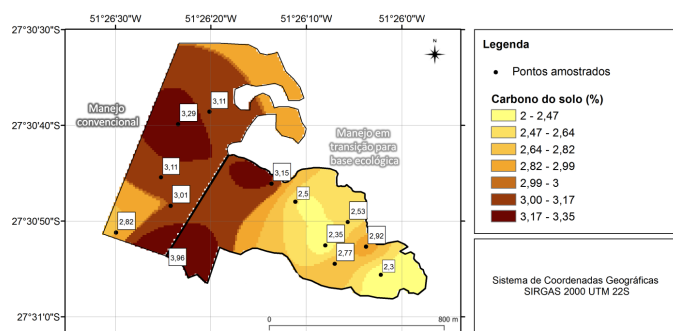 51°26'30"W 51°26'20"W 51°26'10"W 51°26'0"W
27°30'30"S
27°30'40"S
27°30'50"S
27°31'0"S
N
Manejo
convencional
Manejo em
transição para
base ecológica
3,11
3,29
3,11
3,15
3,01
2,5
2,53
2,82
2,35
2,92
3,96
2,77
2,3
0 800 m
Legenda
Pontos amostrados
Carbono do solo (%)
2 - 2,47
2,47 - 2,64
2,64 - 2,82
2,82 - 2,99
2,99 - 3
3,00 - 3,17
3,17 - 3,35
Sistema de Coordenadas Geográficas
SIRGAS 2000 UTM 22S